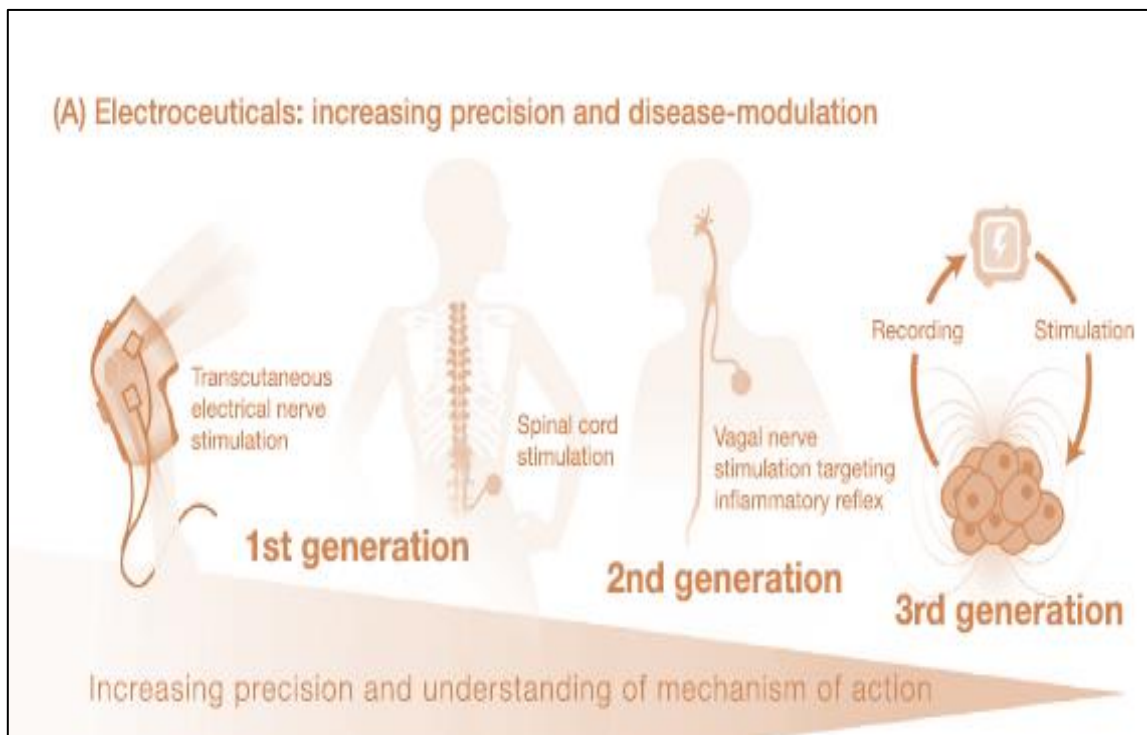 (A) Electroceuticals: increasing precision and disease-modulation
Transcutaneous
electrical nerve
stimulation
Spinal cord
stimulation
1st generation
Vagal nerve
stimulation targeting
inflammatory reflex
2nd generation
Recording
Stimulation
3rd generation
Increasing precision and understanding of mechanism of action